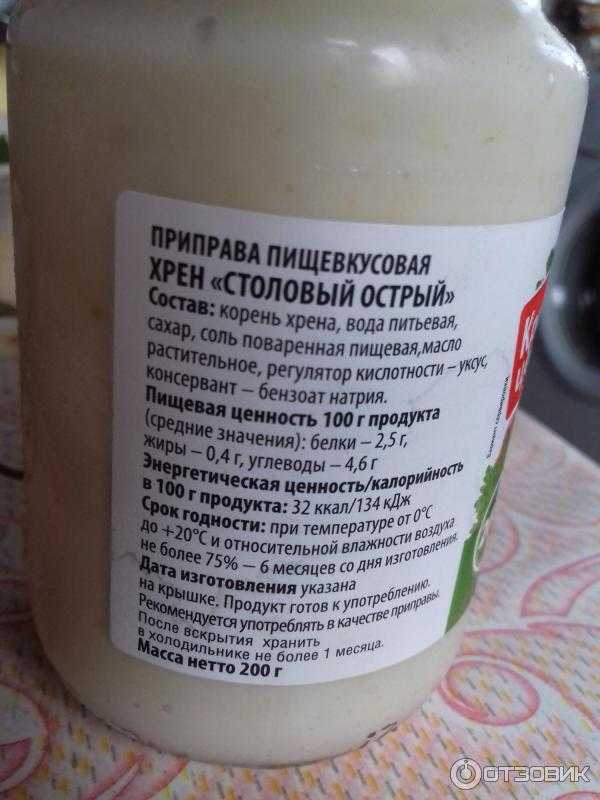 ПРИПРАВА ПИЩЕВКУСОВАЯ
ХРЕН «СТОЛОВЫЙ ОСТРЫЙ»
Состав: корень хрена, вода питьевая,
сахар, соль поваренная пищевая,масло
растительное, регулятор кислотности – уксус,
консервант – бензоат натрия.
Пищевая ценность 100 г продукта
(средние значения): белки – 2,5 г,
жиры – 0,4 г, углеводы – 4,6 г
Энергетическая ценность/калорийность
в 100 г продукта: 32 ккал/134 кДж
Срок годности: при температуре от 0°С
до +20°С и относительной влажности воздуха
не более 75% – 6 месяцев со дня изготовления.
Дата изготовления указана
на крышке. Продукт готов к употреблению.
Рекомендуется употреблять в качестве приправы.
После вскрытия хранить
в холодильнике не более 1 месяца.
Масса нетто 200 г
Вариант сервировки
ОТЗОВИК